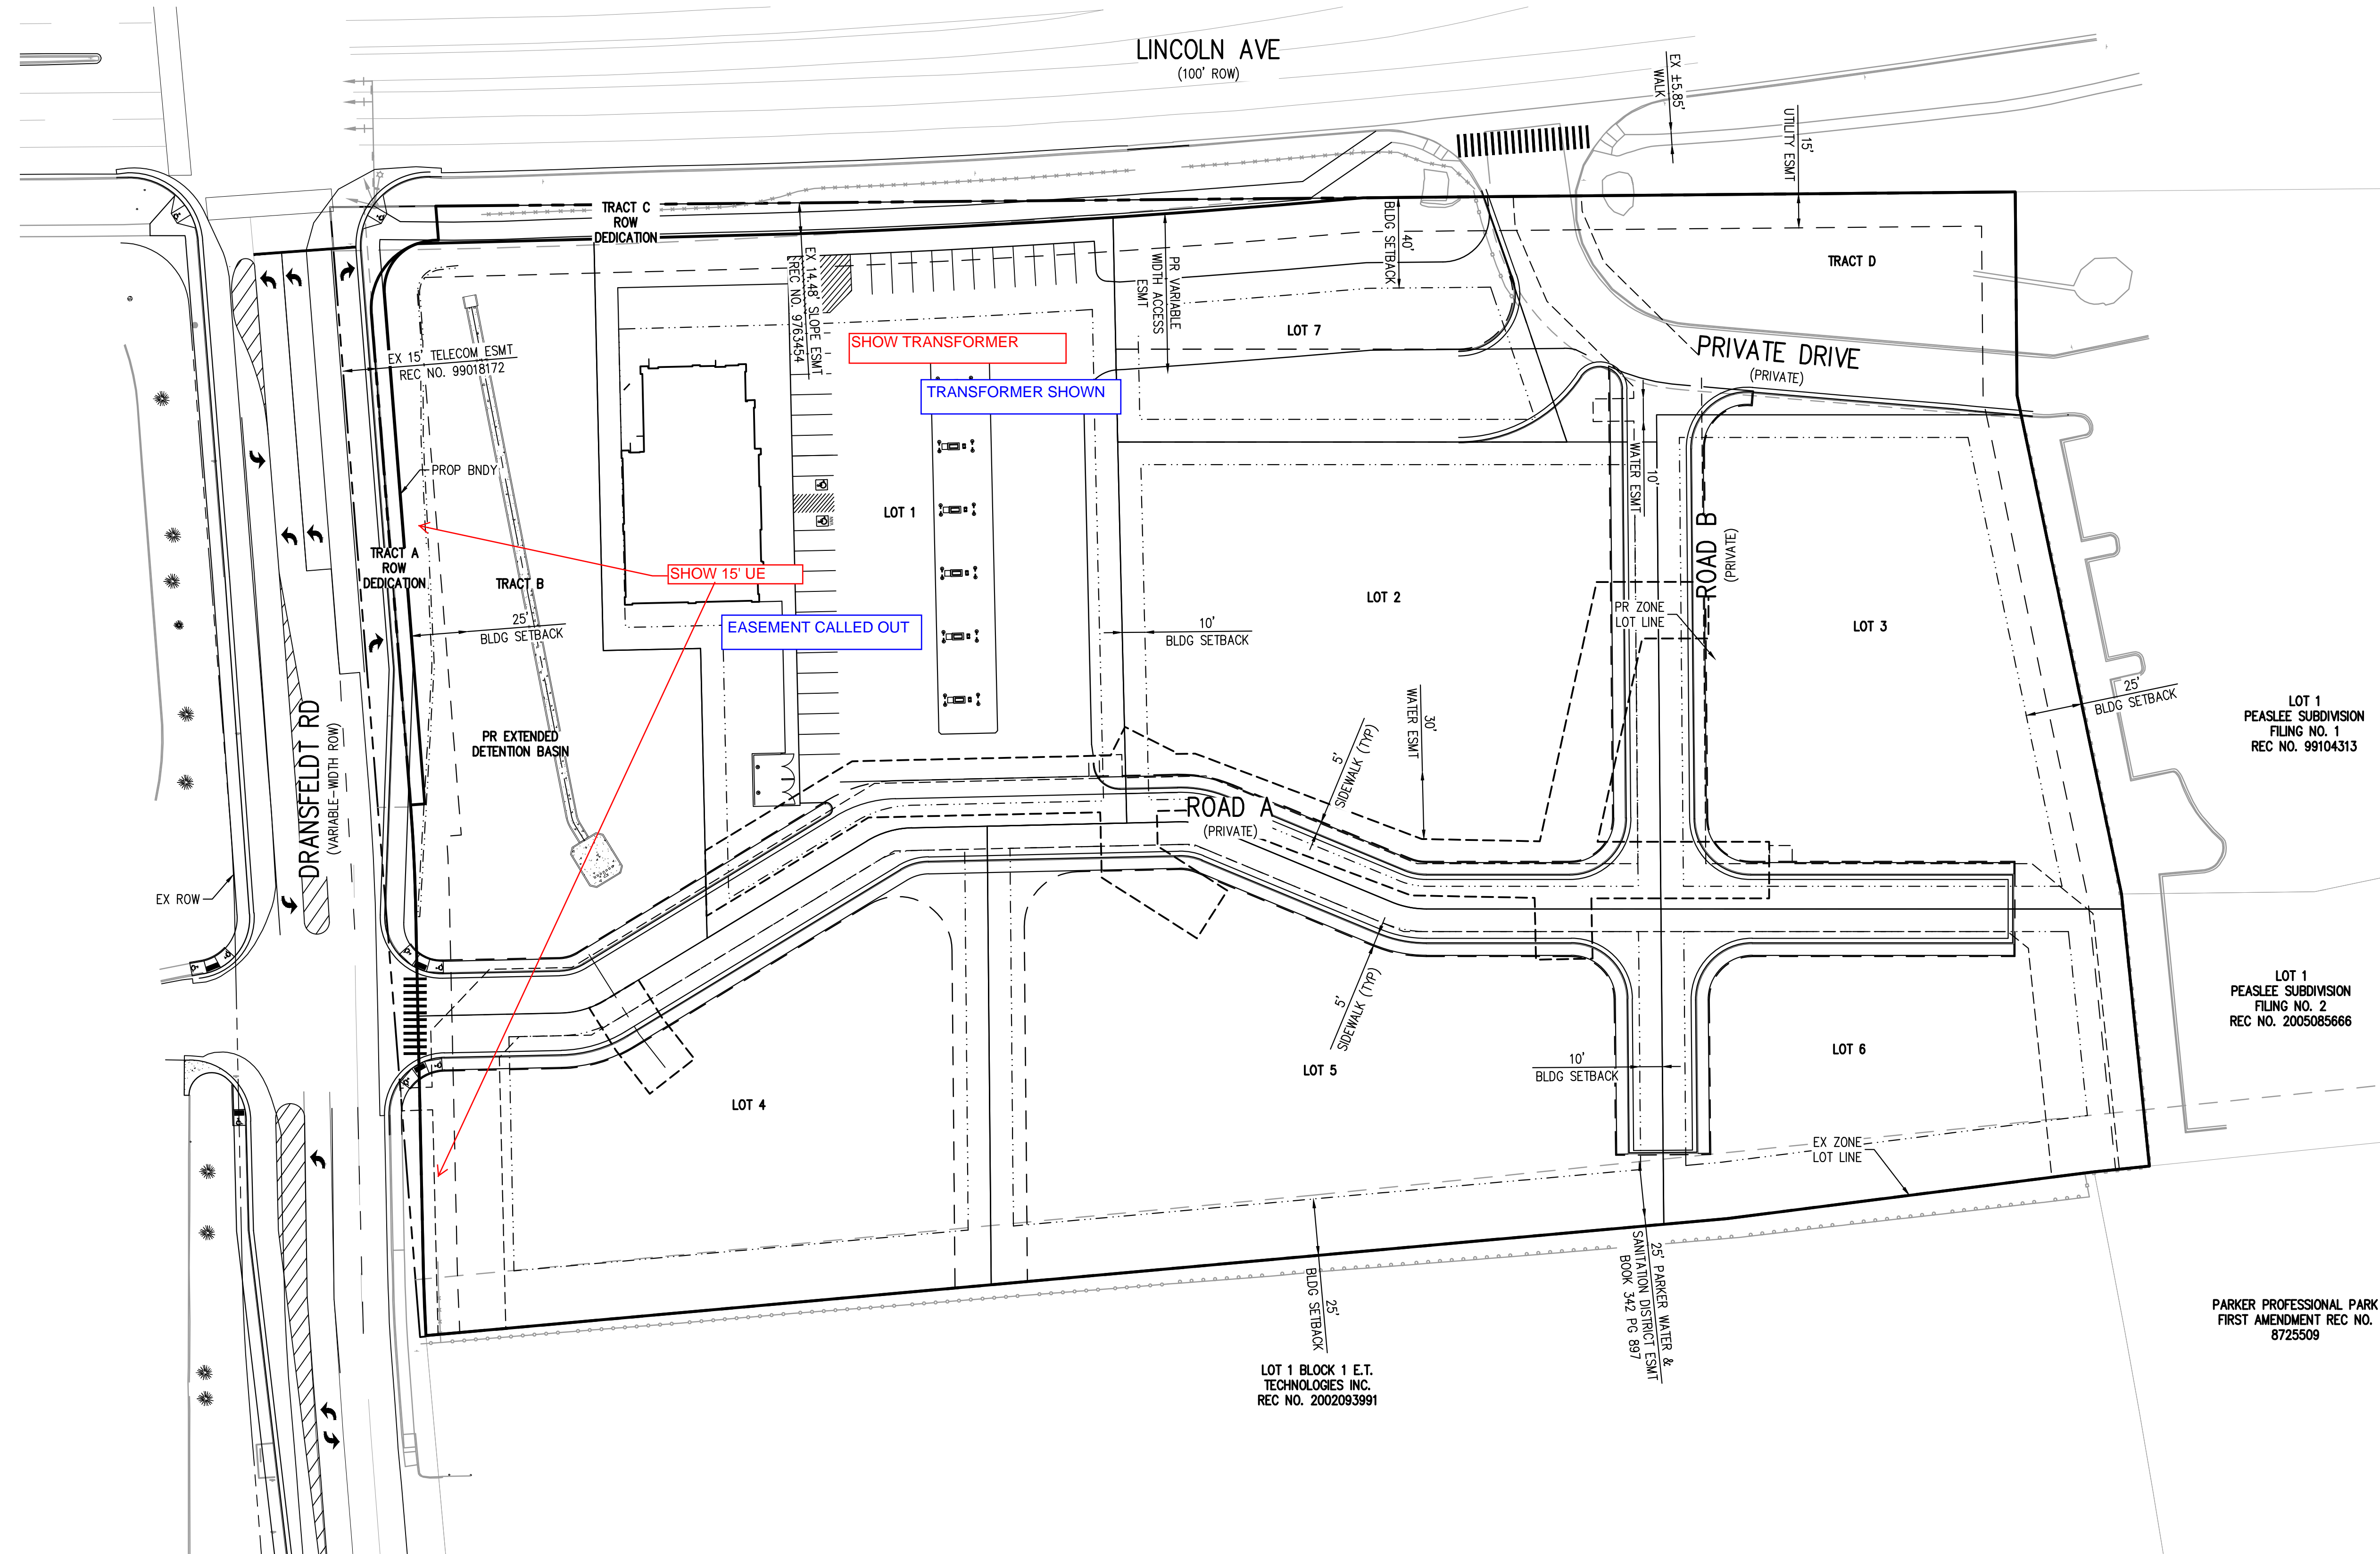 LINCOLN AVE
(100' ROW)
EX ±5.85'
WALK
15'
UTILITY ESMT
TRACT C
ROW
DEDICATION
EX 14.48' SLOPE ESMT
REC NO. 9763454
PR VARIABLE
WIDTH ACCESS
ESMT
40'
BLDG SETBACK
TRACT D
LOT 7
PRIVATE DRIVE
(PRIVATE)
SHOW TRANSFORMER
TRANSFORMER SHOWN
EX 15' TELECOM ESMT
REC NO. 99018172
PROP BNDY
10'
WATER ESMT
LOT 1
ROAD B
(PRIVATE)
TRACT A
ROW
DEDICATION
TRACT B
SHOW 15' UE
EASEMENT CALLED OUT
25'
BLDG SETBACK
10'
BLDG SETBACK
LOT 2
PR ZONE
LOT LINE
LOT 3
25'
BLDG SETBACK
LOT 1
PEASLEE SUBDIVISION
FILING NO. 1
REC NO. 99104313
PR EXTENDED
DETENTION BASIN
DRANSFELDT RD
(VARIABLE-WIDTH ROW)
30'
WATER ESMT
5'
SIDEWALK (TYP)
ROAD A
(PRIVATE)
EX ROW
5'
SIDEWALK (TYP)
LOT 1
PEASLEE SUBDIVISION
FILING NO. 2
REC NO. 2005085666
LOT 4
LOT 5
10'
BLDG SETBACK
LOT 6
EX ZONE
LOT LINE
25'
BLDG SETBACK
25' PARKER WATER &
SANITATION DISTRICT ESMT
BOOK 342 PG 897
PARKER PROFESSIONAL PARK
FIRST AMENDMENT REC NO.
8725509
LOT 1 BLOCK 1 E.T.
TECHNOLOGIES INC.
REC NO. 2002093991